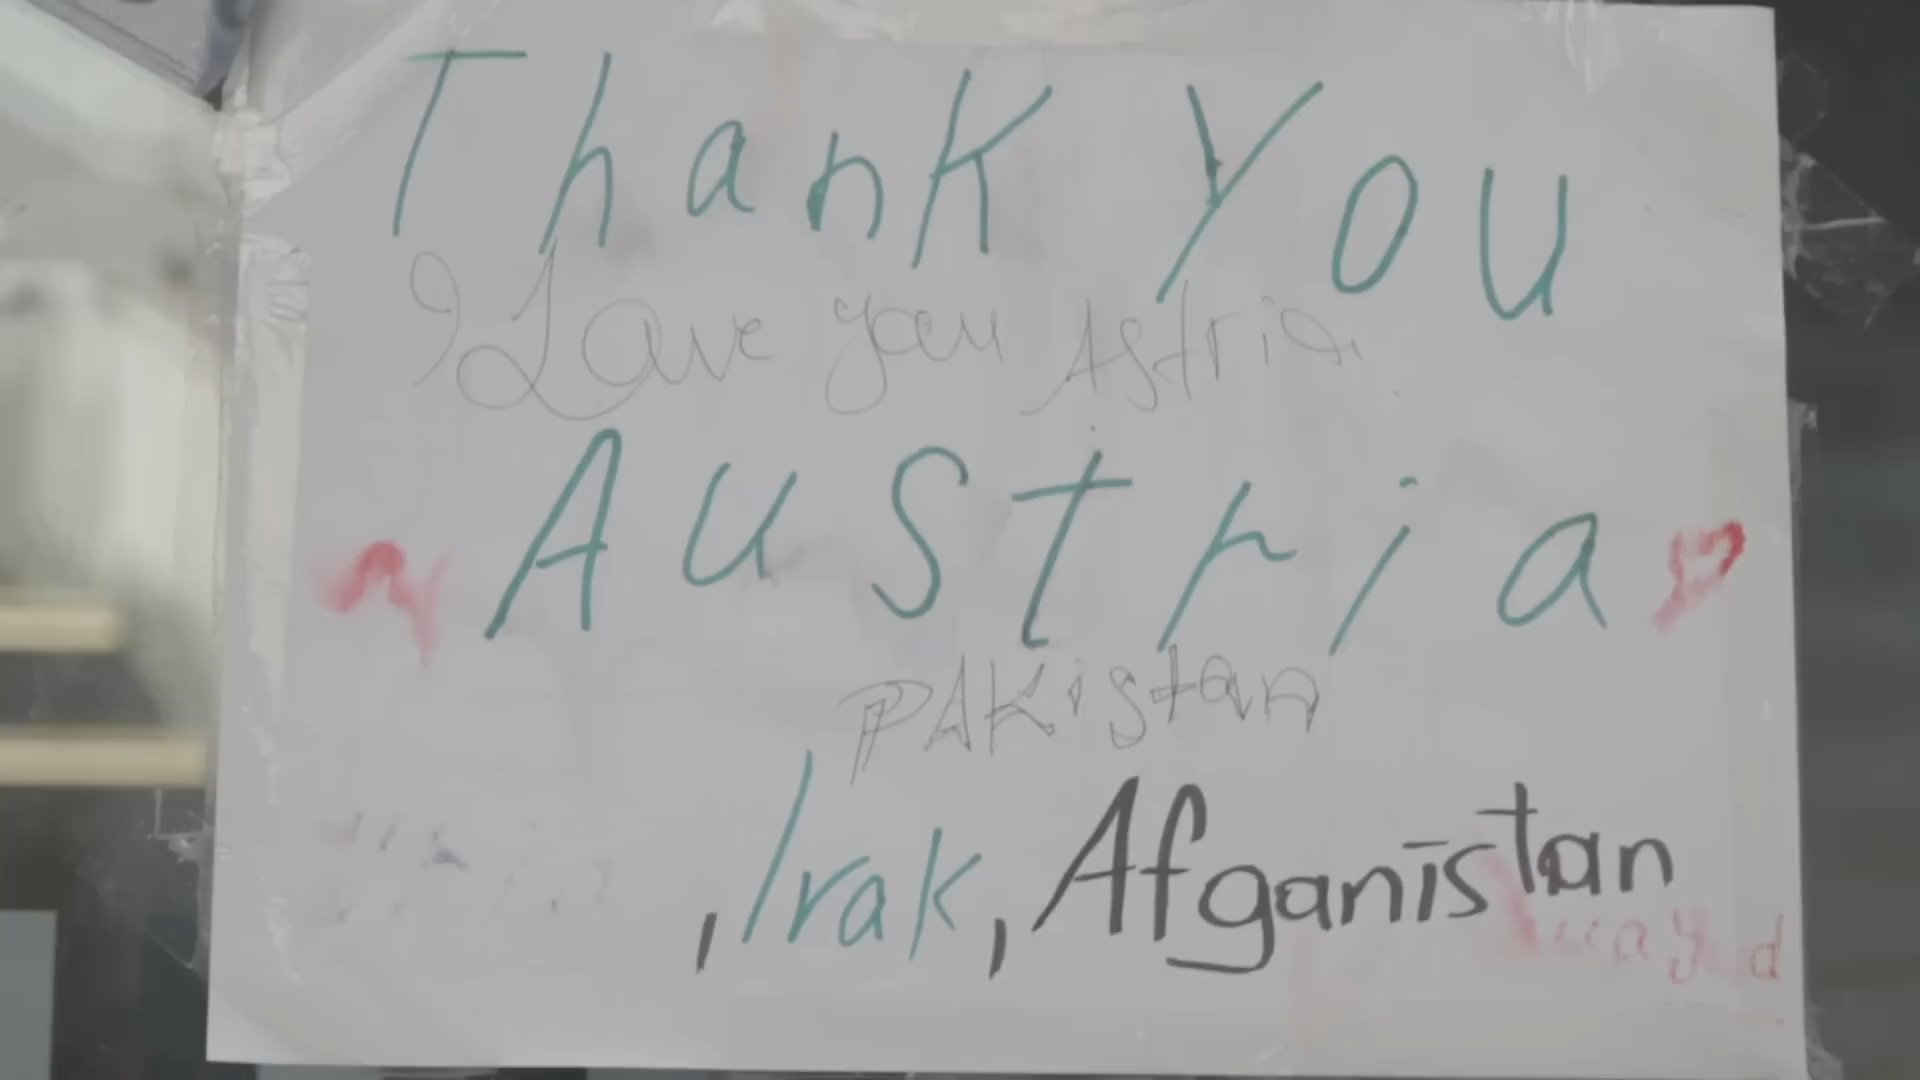 Thank You
I Love you Astria
Austria
PAKistan
, Irak, Afganistan